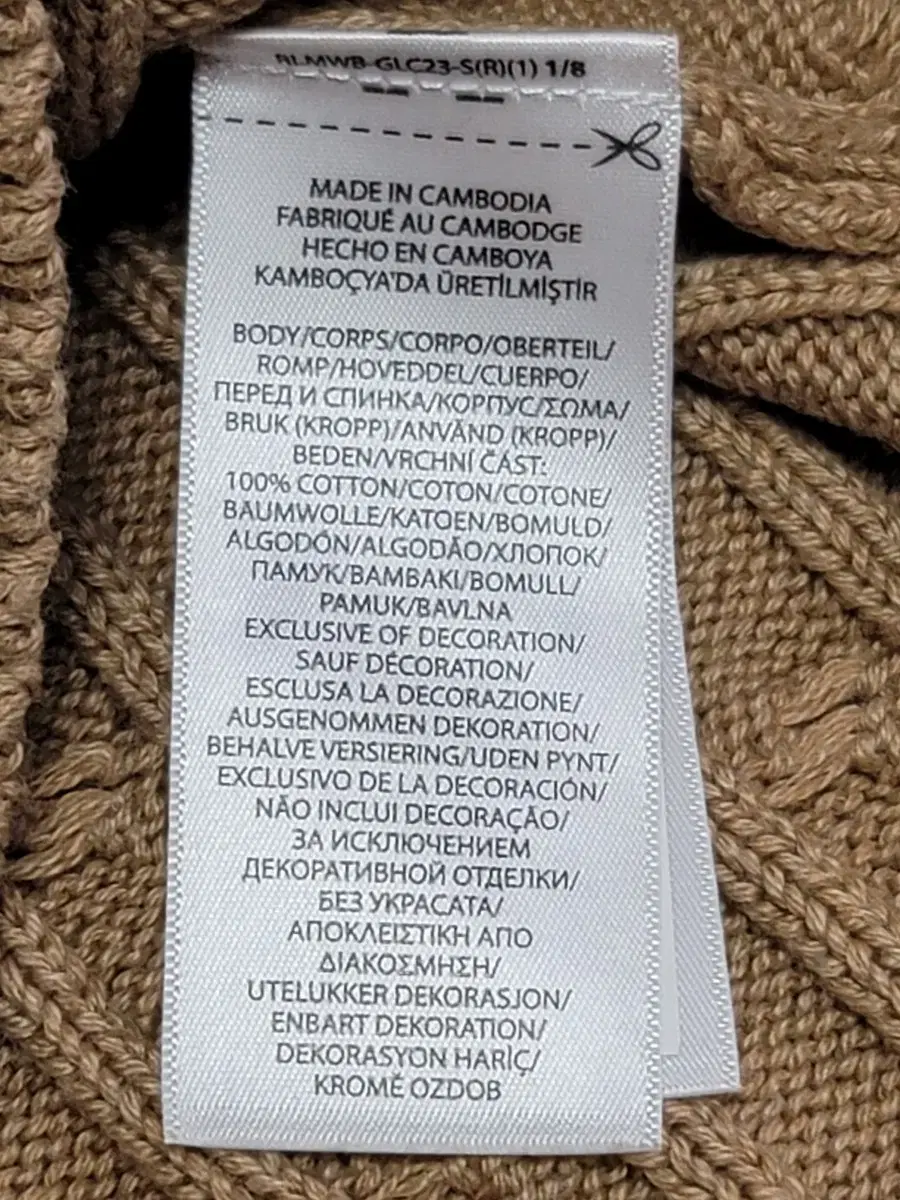 RLMWB-GLC23-S(R)(1) 1/8
MADE IN CAMBODIA
FABRIQUÉ AU CAMBODGE
HECHO EN CAMBOYA
KAMBOÇYA'DA ÜRETİLMİŞTİR
BODY/CORPS/CORPO/OBERTEIL/
ROMP/HOVEDDEL/CUERPO/
ПЕРЕД И СПИНКА/КОРПУС/ΣΩΜΑ/
BRUK (KROPP)/ANVÄND (KROPP)/
BEDEN/VRCHNÍ ČÁST:
100% COTTON/COTON/COTONE/
BAUMWOLLE/KATOEN/BOMULD/
ALGODÓN/ALGODÃO/ХЛОПОК/
ПАМУК/ΒΑΜΒΑΚΙ/BOMULL/
PAMUK/BAVLNA
EXCLUSIVE OF DECORATION/
SAUF DÉCORATION/
ESCLUSA LA DECORAZIONE/
AUSGENOMMEN DEKORATION/
BEHALVE VERSIERING/UDEN PYNT/
EXCLUSIVO DE LA DECORACIÓN/
NÃO INCLUI DECORAÇÃO/
ЗА ИСКЛЮЧЕНИЕМ
ДЕКОРАТИВНОЙ ОТДЕЛКИ/
БЕЗ УКРАСАТА/
ΑΠΟΚΛΕΙΣΤΙΚΗ ΑΠΟ
ΔΙΑΚΟΣΜΗΣΗ/
UTELUKKER DEKORASJON/
ENBART DEKORATION/
DEKORASYON HARİÇ/
KROMĚ OZDOB